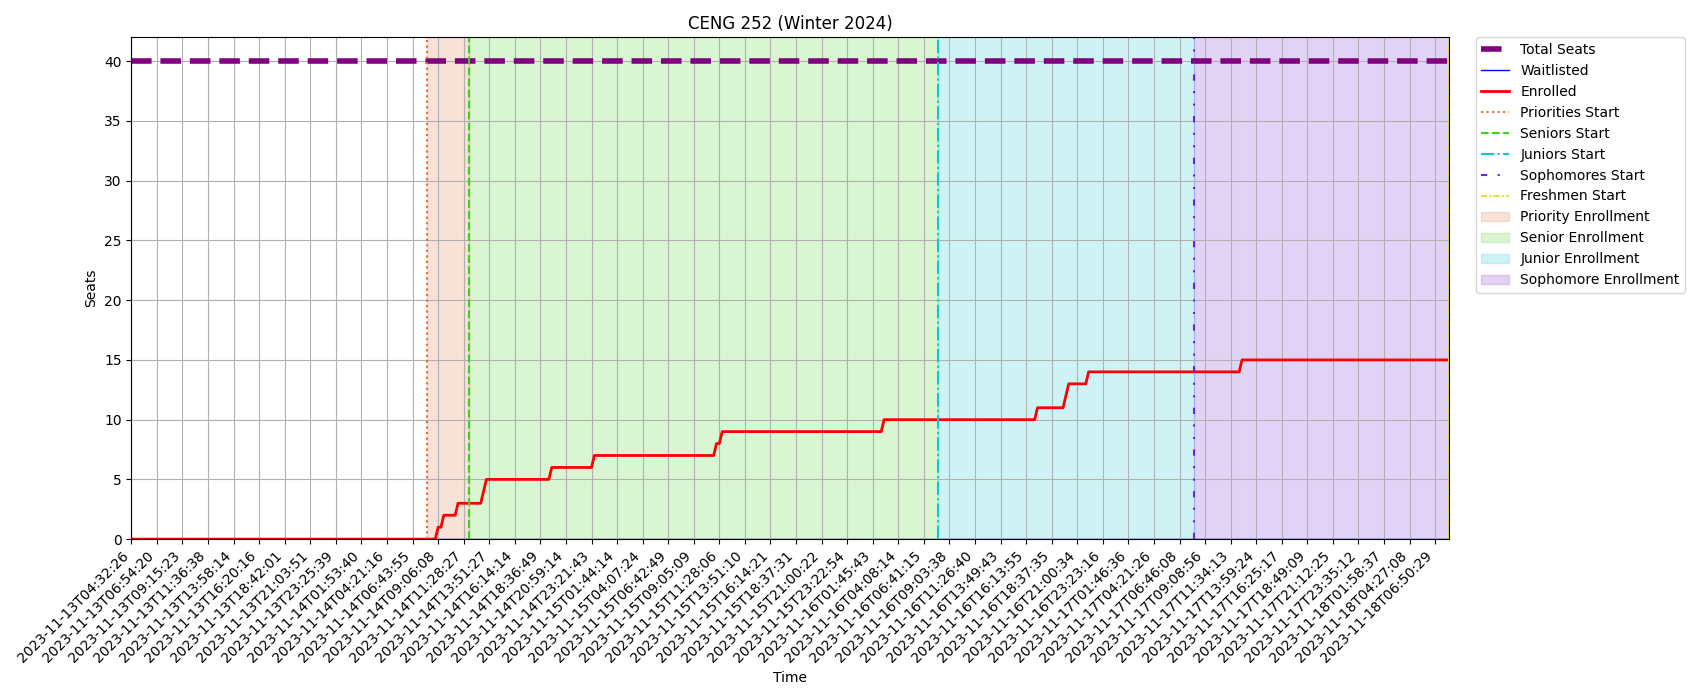 CENG 252 (Winter 2024)
Seats
40
35
30
25
20
15
10
5
0
2023-11-13T04:32:26
2023-11-13T06:54:20
2023-11-13T09:15:23
2023-11-13T11:36:38
2023-11-13T13:58:14
2023-11-13T16:20:16
2023-11-13T18:42:01
2023-11-13T21:03:51
2023-11-13T23:25:39
2023-11-14T01:53:40
2023-11-14T04:21:16
2023-11-14T06:43:55
2023-11-14T09:06:08
2023-11-14T11:28:27
2023-11-14T13:51:27
2023-11-14T16:14:14
2023-11-14T18:36:49
2023-11-14T20:59:14
2023-11-14T23:21:43
2023-11-15T01:44:14
2023-11-15T04:07:24
2023-11-15T06:42:49
2023-11-15T09:05:09
2023-11-15T11:28:06
2023-11-15T13:51:10
2023-11-15T16:14:21
2023-11-15T18:37:31
2023-11-15T21:00:22
2023-11-15T23:22:54
2023-11-16T01:45:43
2023-11-16T04:08:14
2023-11-16T06:41:15
2023-11-16T09:03:38
2023-11-16T11:26:40
2023-11-16T13:49:43
2023-11-16T16:13:55
2023-11-16T18:37:35
2023-11-16T21:00:34
2023-11-16T23:23:16
2023-11-17T01:46:36
2023-11-17T04:21:26
2023-11-17T06:46:08
2023-11-17T09:08:56
2023-11-17T11:34:13
2023-11-17T13:59:24
2023-11-17T16:25:17
2023-11-17T18:49:09
2023-11-17T21:12:25
2023-11-17T23:35:12
2023-11-18T01:58:37
2023-11-18T04:27:08
2023-11-18T06:50:29
Time
Total Seats
Waitlisted
Enrolled
Priorities Start
Seniors Start
Juniors Start
Sophomores Start
Freshmen Start
Priority Enrollment
Senior Enrollment
Junior Enrollment
Sophomore Enrollment